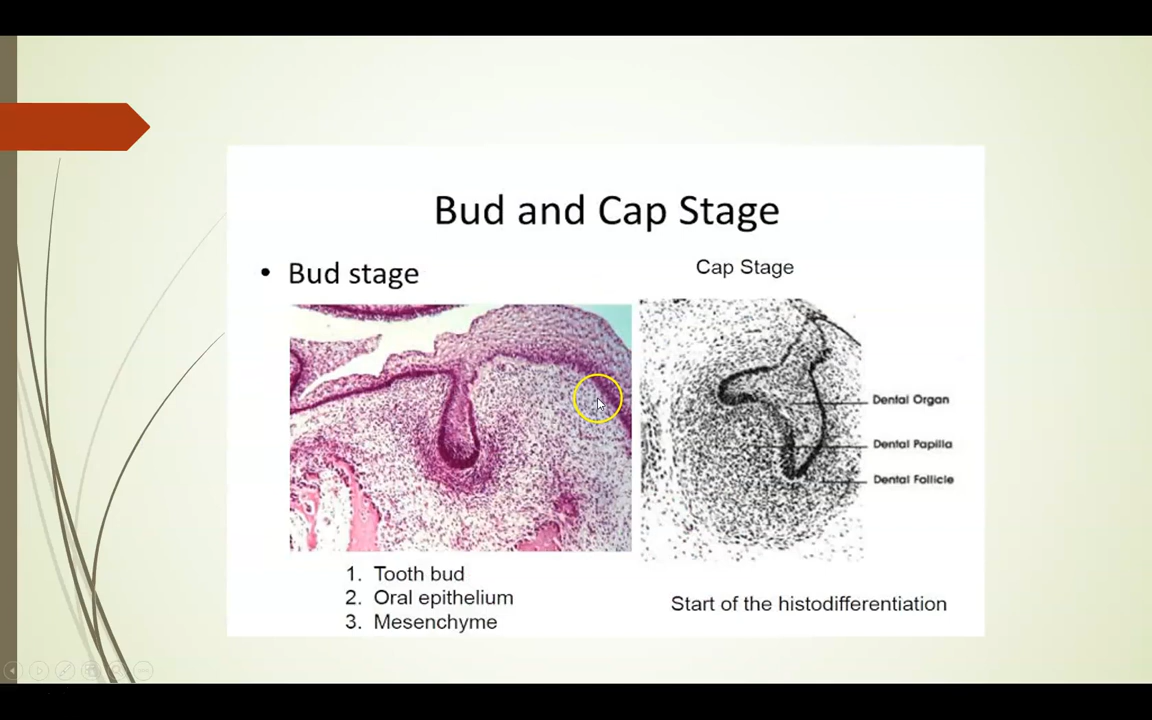 Bud and Cap Stage
• Bud stage
Cap Stage
Dental Organ
Dental Papilla
Dental Follicle
1. Tooth bud
2. Oral epithelium
3. Mesenchyme
Start of the histodifferentiation